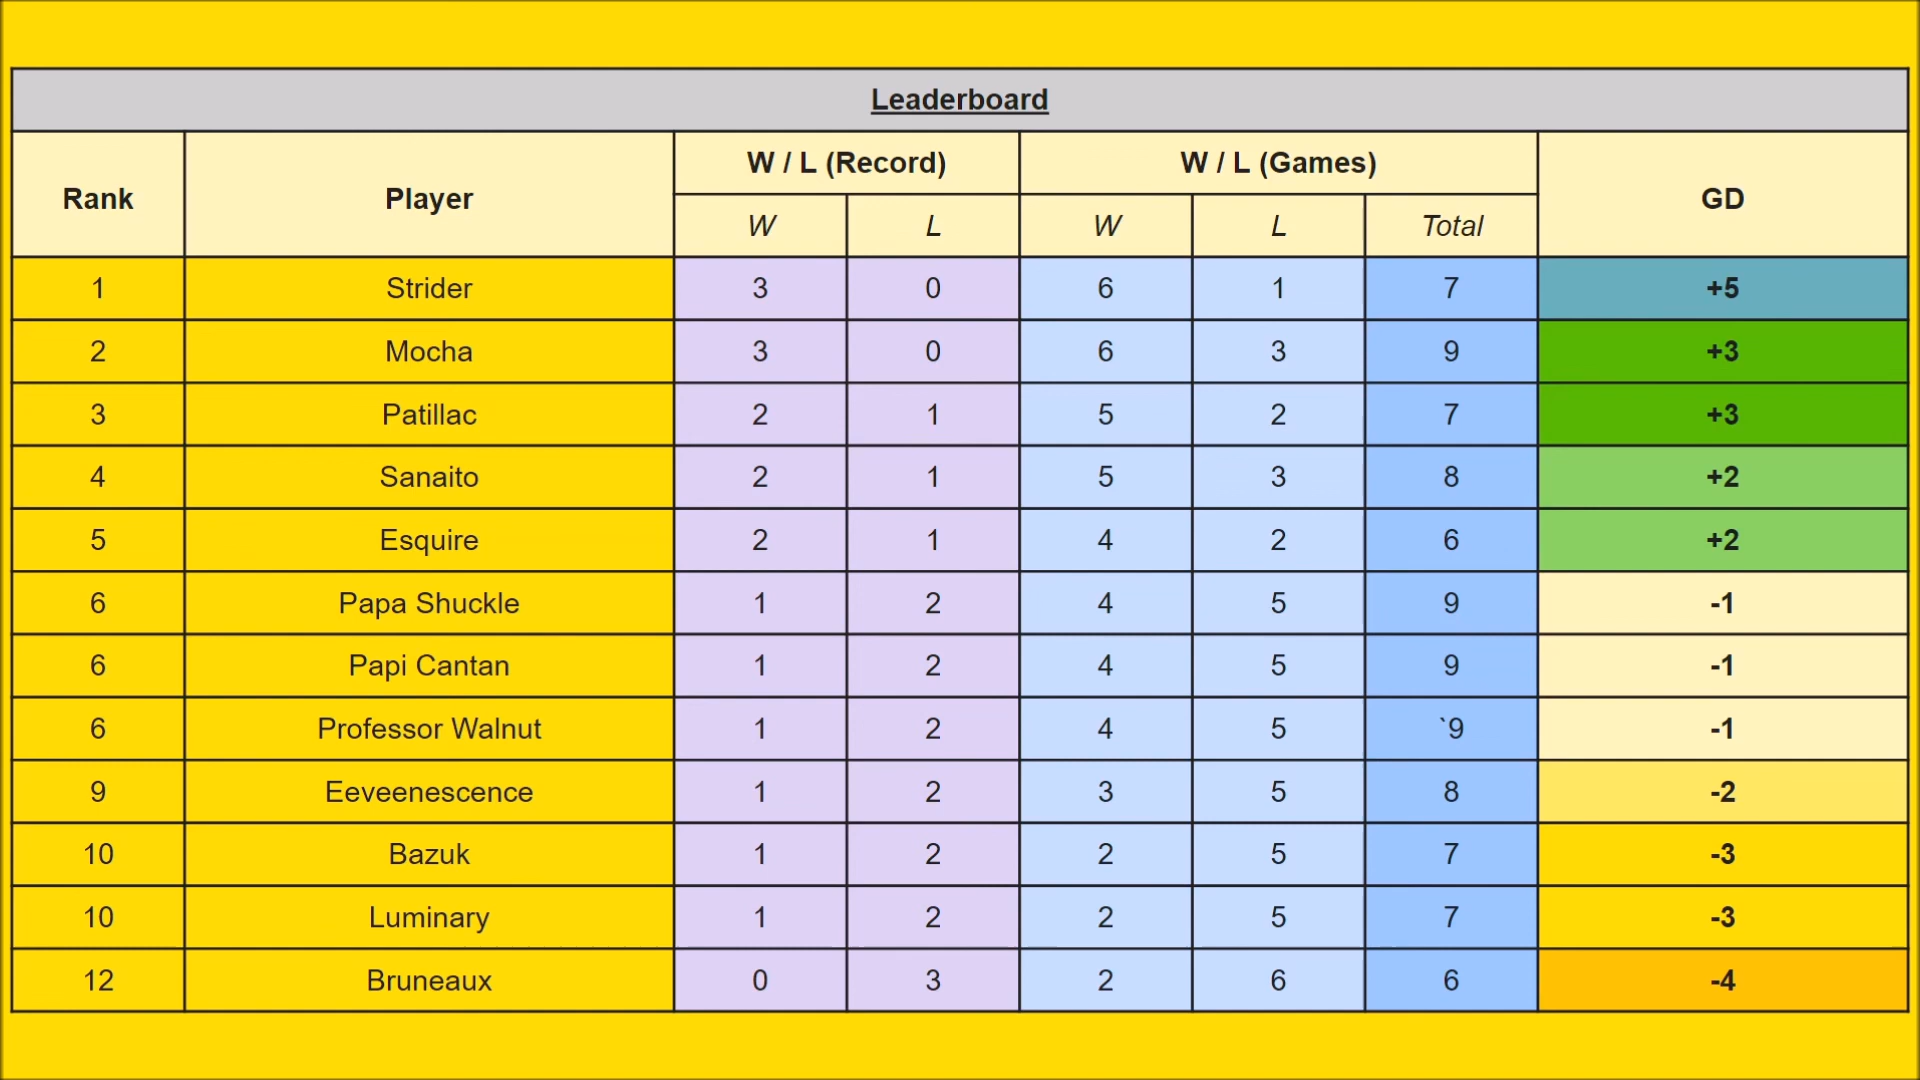 Leaderboard
Rank Player W / L (Record) W / L (Games) GD
W L W L Total
1 Strider 3 0 6 1 7 +5
2 Mocha 3 0 6 3 9 +3
3 Patillac 2 1 5 2 7 +3
4 Sanaito 2 1 5 3 8 +2
5 Esquire 2 1 4 2 6 +2
6 Papa Shuckle 1 2 4 5 9 -1
6 Papi Cantan 1 2 4 5 9 -1
6 Professor Walnut 1 2 4 5 `9 -1
9 Eeveenescence 1 2 3 5 8 -2
10 Bazuk 1 2 2 5 7 -3
10 Luminary 1 2 2 5 7 -3
12 Bruneaux 0 3 2 6 6 -4